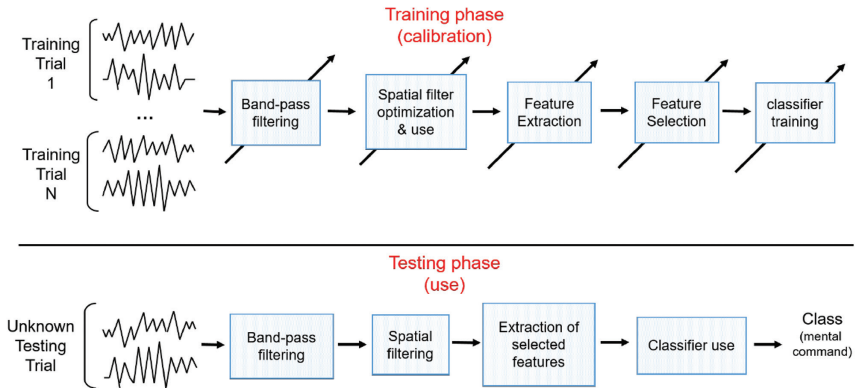 Training phase
(calibration)
Training
Trial
1
...
Training
Trial
N
Band-pass
filtering
Spatial filter
optimization
& use
Feature
Extraction
Feature
Selection
classifier
training
Testing phase
(use)
Unknown
Testing
Trial
Band-pass
filtering
Spatial
filtering
Extraction of
selected
features
Classifier use
Class
(mental
command)